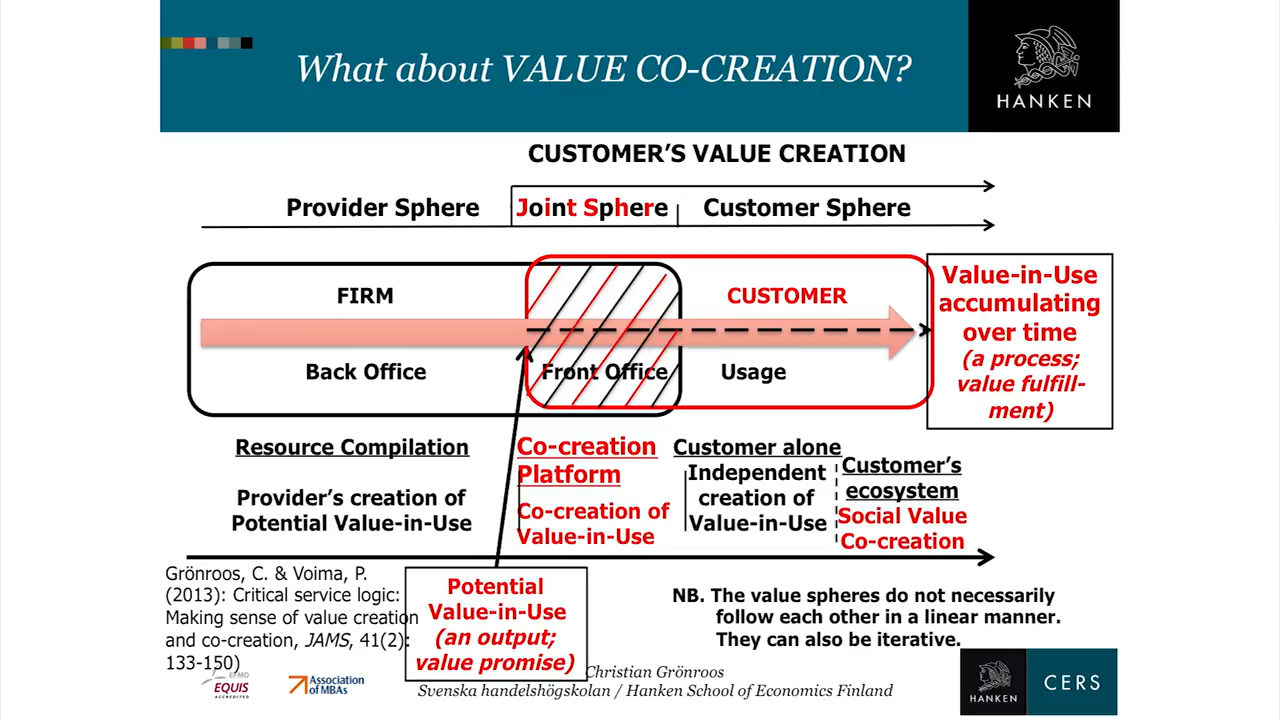 What about VALUE CO-CREATION?
HANKEN
CUSTOMER'S VALUE CREATION
Provider Sphere
Joint Sphere
Customer Sphere
FIRM
CUSTOMER
Back Office
Front Office
Usage
Value-in-Use
accumulating
over time
(a process;
value fulfill-
ment)
Resource Compilation
Provider's creation of
Potential Value-in-Use
Co-creation
Platform
Co-creation of
Value-in-Use
Customer alone
Independent
creation of
Value-in-Use
Customer's
ecosystem
Social Value
Co-creation
Grönroos, C. & Voima, P.
(2013): Critical service logic:
Making sense of value creation
and co-creation, JAMS, 41(2):
133-150)
Potential
Value-in-Use
(an output;
value promise)
NB. The value spheres do not necessarily
follow each other in a linear manner.
They can also be iterative.
EFMD
EQUIS
ACCREDITED
Association
of MBAs
Christian Grönroos
Svenska handelshögskolan / Hanken School of Economics Finland
HANKEN
CERS